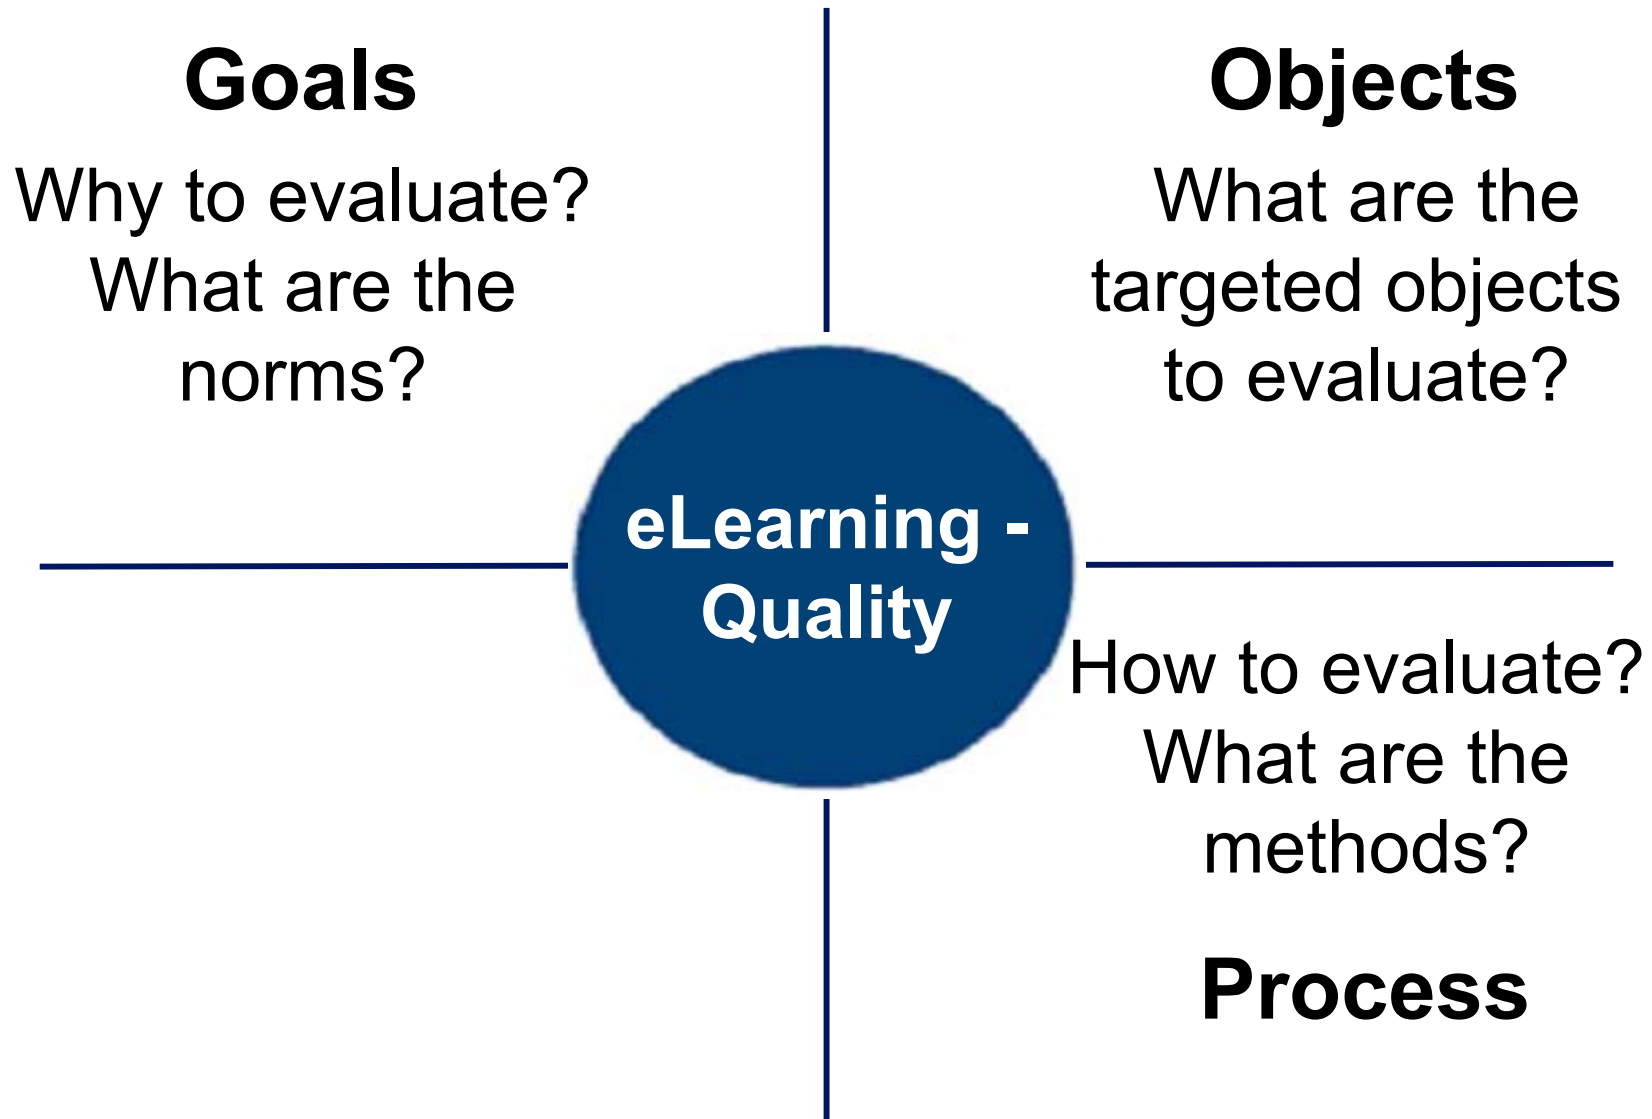 Goals
Why to evaluate?
What are the
norms?
Objects
What are the
targeted objects
to evaluate?
eLearning -
Quality
How to evaluate?
What are the
methods?
Process